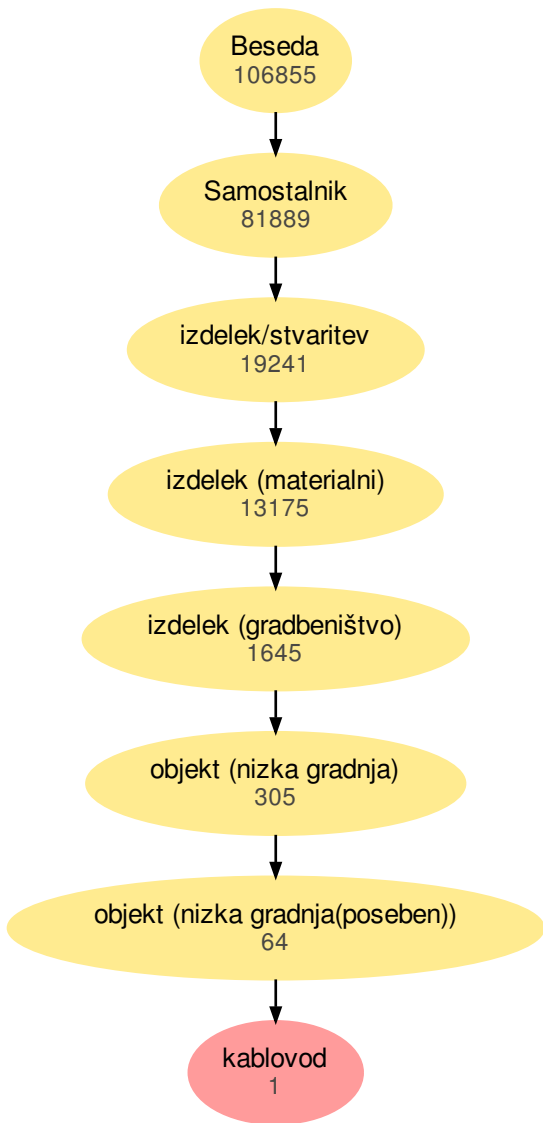 Beseda
106855
Samostalnik
81889
izdelek/stvaritev
19241
izdelek (materialni)
13175
izdelek (gradbeništvo)
1645
objekt (nizka gradnja)
305
objekt (nizka gradnja(poseben))
64
kablovod
1